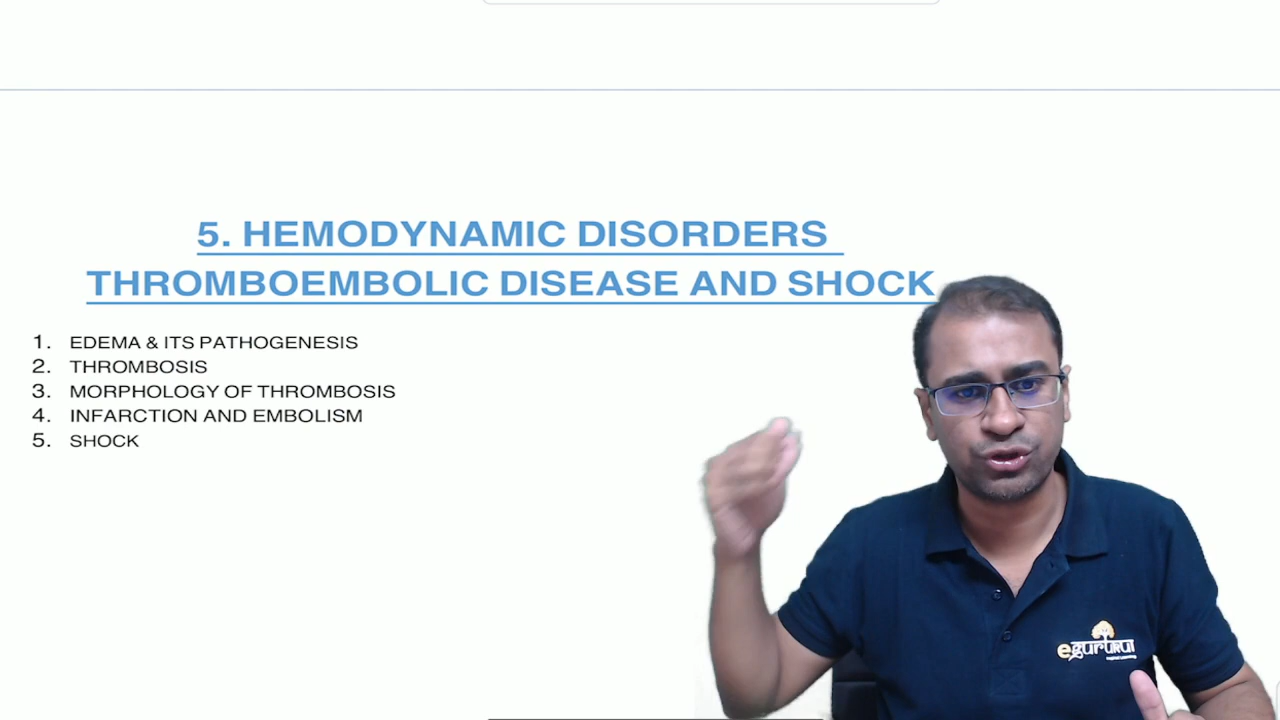 5. HEMODYNAMIC DISORDERS
THROMBOEMBOLIC DISEASE AND SHOCK
1. EDEMA & ITS PATHOGENESIS
2. THROMBOSIS
3. MORPHOLOGY OF THROMBOSIS
4. INFARCTION AND EMBOLISM
5. SHOCK